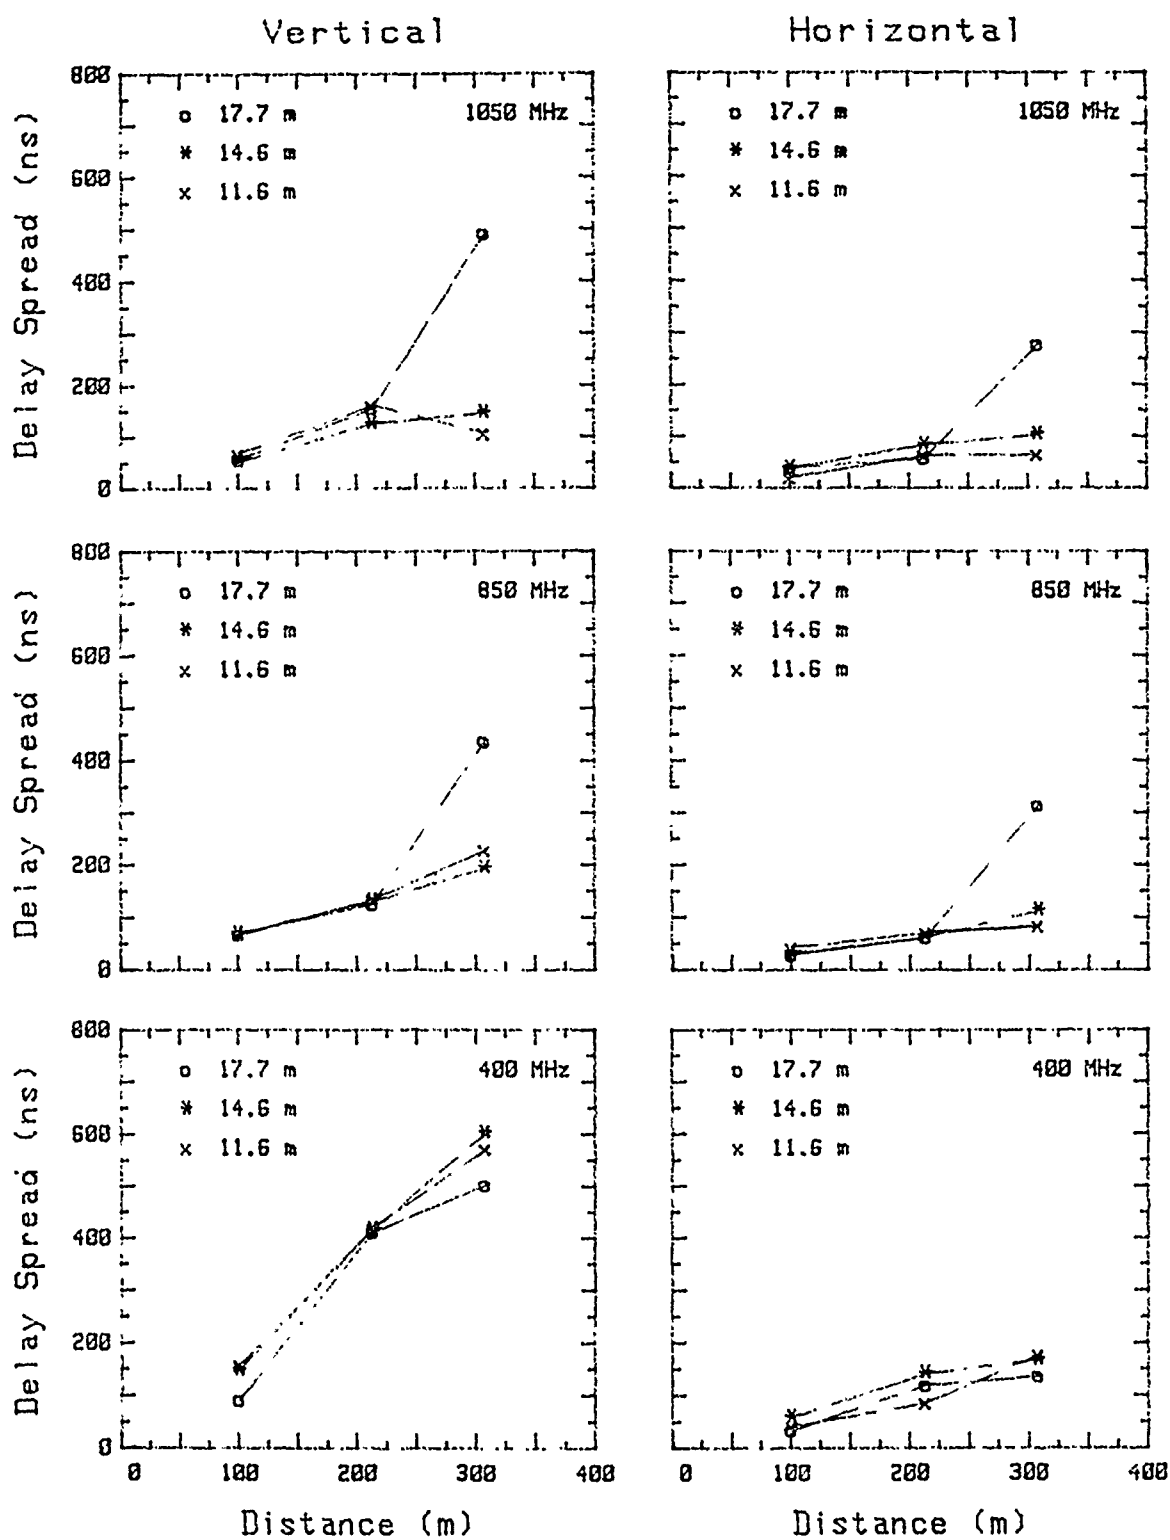 Vertical
Horizontal
Delay Spread (ns)
800
600
400
200
0
o 17.7 m
* 14.6 m
x 11.6 m
1050 MHz
o 17.7 m
* 14.6 m
x 11.6 m
1050 MHz
Delay Spread (ns)
800
600
400
200
0
o 17.7 m
* 14.6 m
x 11.6 m
850 MHz
o 17.7 m
* 14.6 m
x 11.6 m
850 MHz
Delay Spread (ns)
800
600
400
200
0
o 17.7 m
* 14.6 m
x 11.6 m
400 MHz
o 17.7 m
* 14.6 m
x 11.6 m
400 MHz
0 100 200 300 400
0 100 200 300 400
Distance (m)
Distance (m)